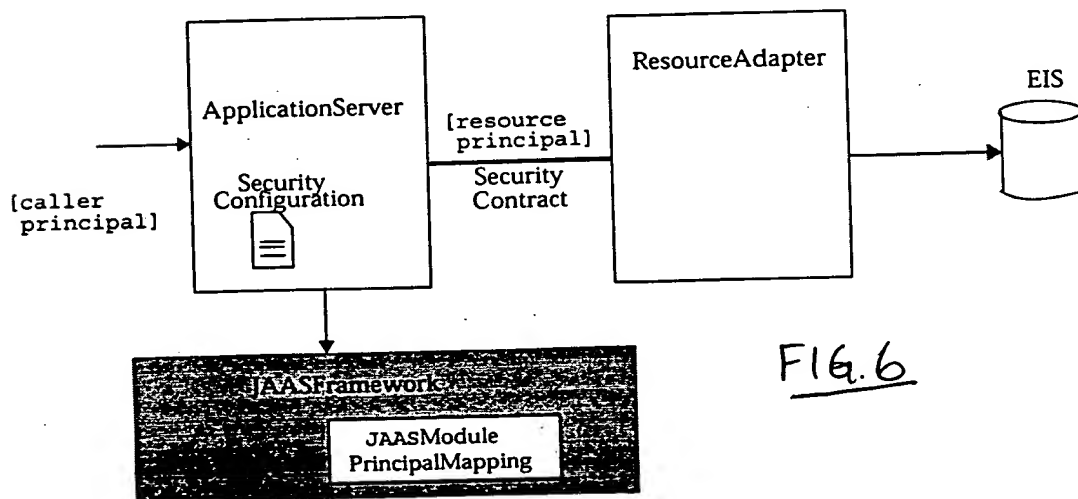 ApplicationServer
Security
Configuration
[caller
principal]
[resource
principal]
Security
Contract
ResourceAdapter
EIS
JAASFramework
JAASModule
PrincipalMapping
FIG.6